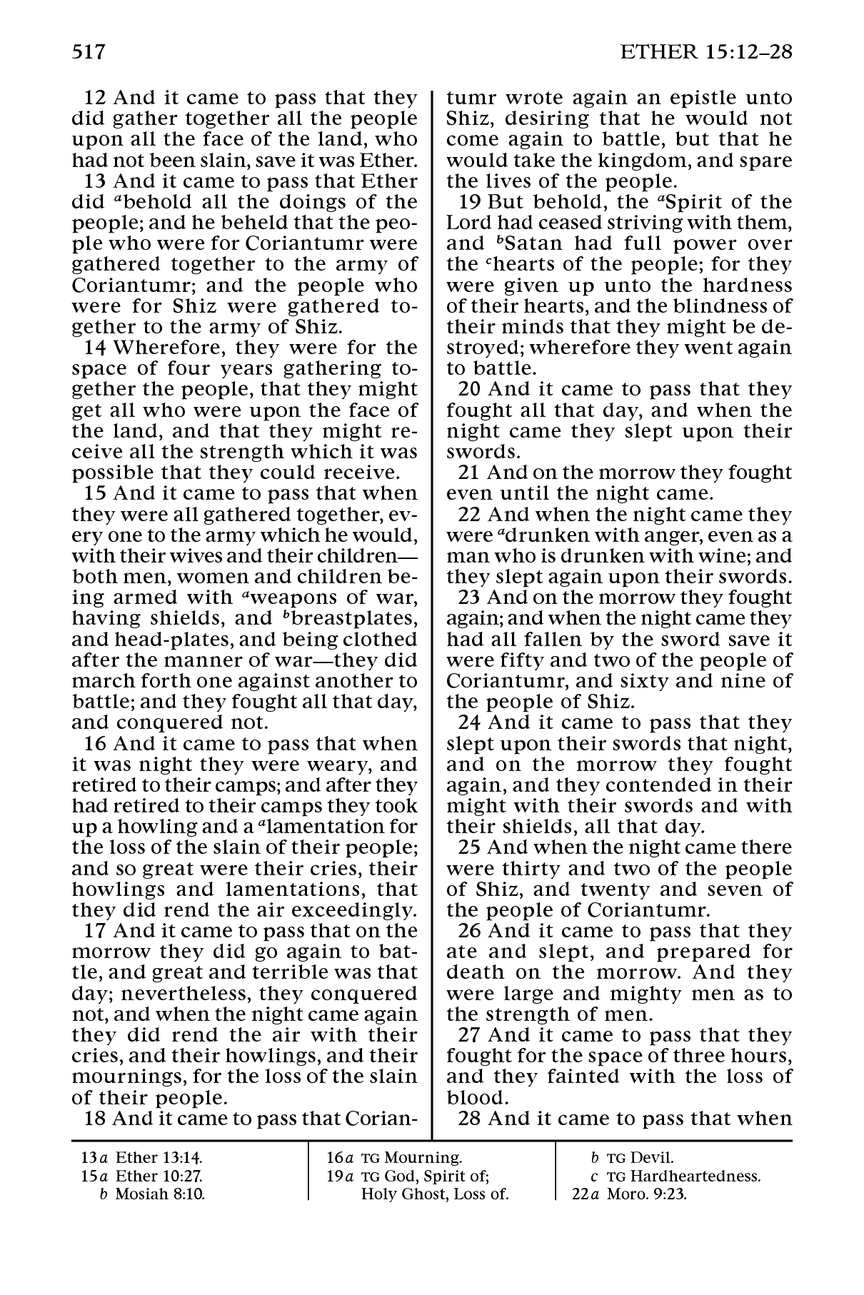 517
ETHER 15:12–28
12 And it came to pass that they
did gather together all the people
upon all the face of the land, who
had not been slain, save it was Ether.
13 And it came to pass that Ether
did abehold all the doings of the
people; and he beheld that the peo-
ple who were for Coriantumr were
gathered together to the army of
Coriantumr; and the people who
were for Shiz were gathered to-
gether to the army of Shiz.
14 Wherefore, they were for the
space of four years gathering to-
gether the people, that they might
get all who were upon the face of
the land, and that they might re-
ceive all the strength which it was
possible that they could receive.
15 And it came to pass that when
they were all gathered together, ev-
ery one to the army which he would,
with their wives and their children—
both men, women and children be-
ing armed with aweapons of war,
having shields, and bbreastplates,
and head-plates, and being clothed
after the manner of war—they did
march forth one against another to
battle; and they fought all that day,
and conquered not.
16 And it came to pass that when
it was night they were weary, and
retired to their camps; and after they
had retired to their camps they took
up a howling and a alamentation for
the loss of the slain of their people;
and so great were their cries, their
howlings and lamentations, that
they did rend the air exceedingly.
17 And it came to pass that on the
morrow they did go again to bat-
tle, and great and terrible was that
day; nevertheless, they conquered
not, and when the night came again
they did rend the air with their
cries, and their howlings, and their
mournings, for the loss of the slain
of their people.
18 And it came to pass that Corian-
tumr wrote again an epistle unto
Shiz, desiring that he would not
come again to battle, but that he
would take the kingdom, and spare
the lives of the people.
19 But behold, the aSpirit of the
Lord had ceased striving with them,
and bSatan had full power over
the chearts of the people; for they
were given up unto the hardness
of their hearts, and the blindness of
their minds that they might be de-
stroyed; wherefore they went again
to battle.
20 And it came to pass that they
fought all that day, and when the
night came they slept upon their
swords.
21 And on the morrow they fought
even until the night came.
22 And when the night came they
were adrunken with anger, even as a
man who is drunken with wine; and
they slept again upon their swords.
23 And on the morrow they fought
again; and when the night came they
had all fallen by the sword save it
were fifty and two of the people of
Coriantumr, and sixty and nine of
the people of Shiz.
24 And it came to pass that they
slept upon their swords that night,
and on the morrow they fought
again, and they contended in their
might with their swords and with
their shields, all that day.
25 And when the night came there
were thirty and two of the people
of Shiz, and twenty and seven of
the people of Coriantumr.
26 And it came to pass that they
ate and slept, and prepared for
death on the morrow. And they
were large and mighty men as to
the strength of men.
27 And it came to pass that they
fought for the space of three hours,
and they fainted with the loss of
blood.
28 And it came to pass that when
13a Ether 13:14.
15a Ether 10:27.
b Mosiah 8:10.
16a TG Mourning.
19a TG God, Spirit of;
Holy Ghost, Loss of.
b TG Devil.
c TG Hardheartedness.
22a Moro. 9:23.